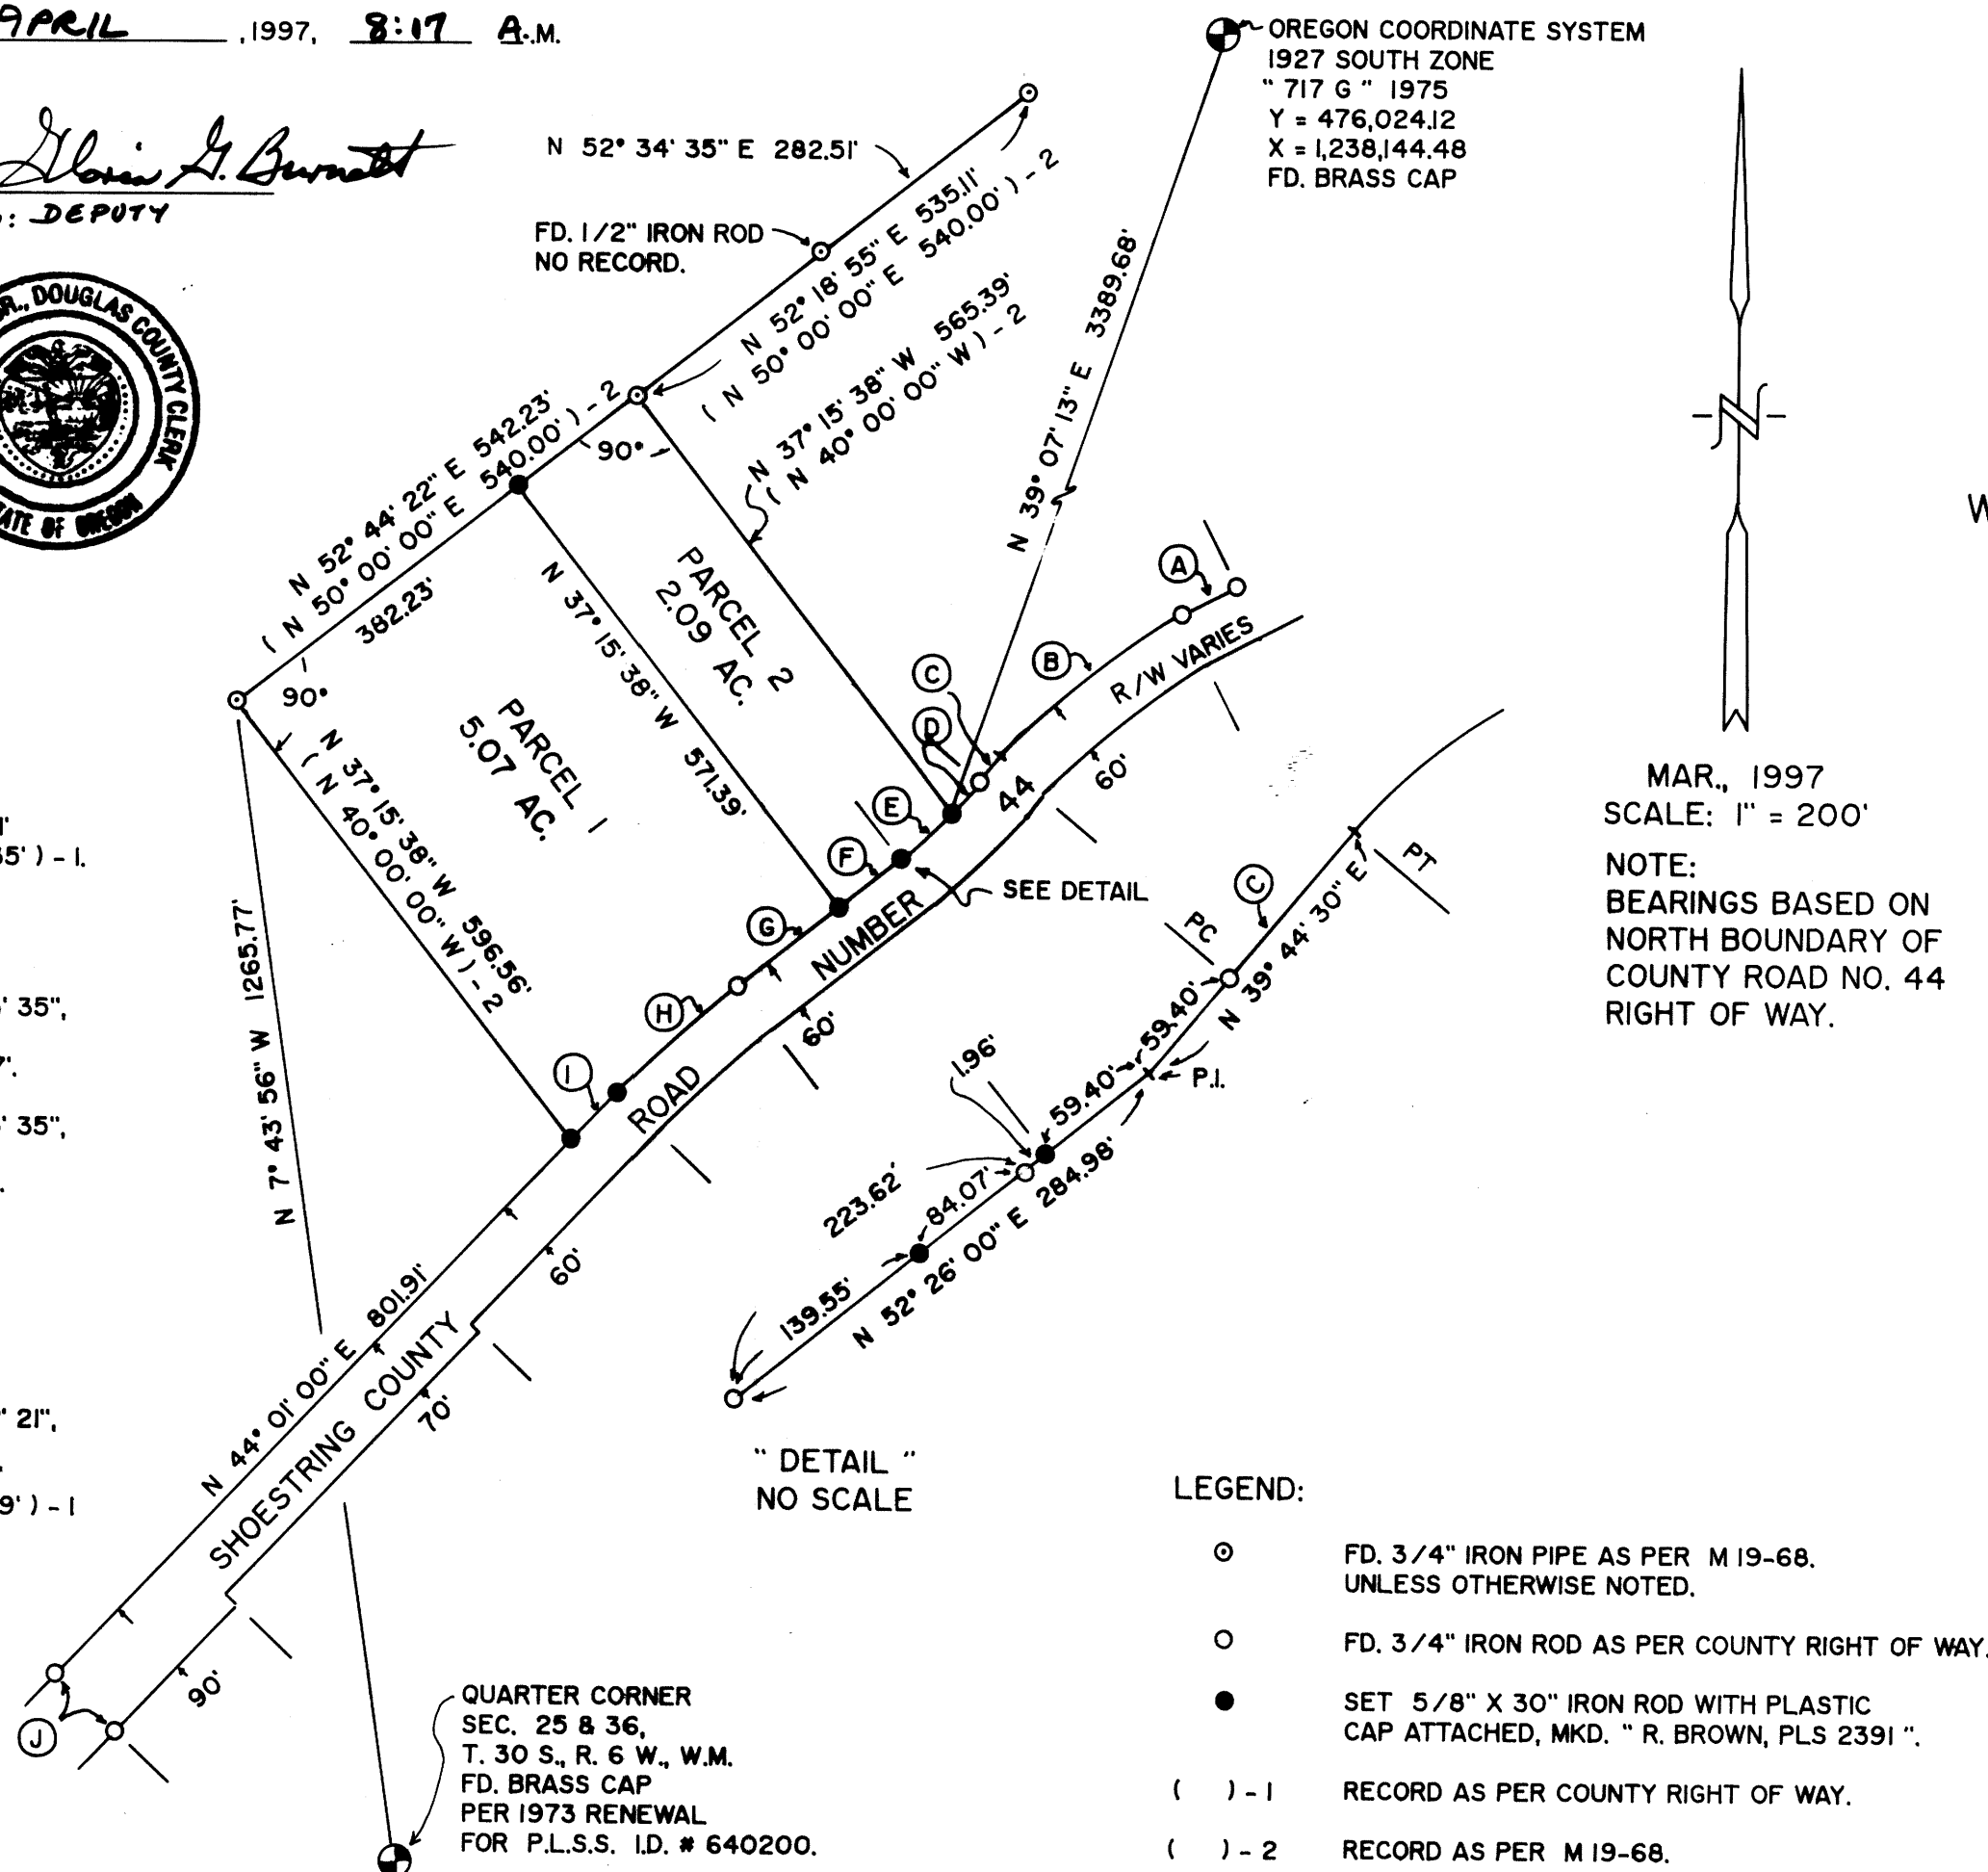 APRIL ,1997, 8:17 A.M.
Gloria G. Burnett
: DEPUTY
R., DOUGLAS COUNTY CLERK
STATE OF OREGON
OREGON COORDINATE SYSTEM
1927 SOUTH ZONE
" 717 G " 1975
Y = 476,024.12
X = 1,238,144.48
FD. BRASS CAP
N 52° 34' 35" E 282.51'
FD. 1/2" IRON ROD
NO RECORD.
N 52° 18' 55" E 535.11'
( N 50° 00' 00" E 540.00' ) - 2
N 37° 15' 38" W 565.39'
( N 40° 00' 00" W ) - 2
N 39° 07' 13" E 3389.68'
N 52° 44' 22" E 542.23'
( N 50° 00' 00" E 540.00' ) - 2
382.23'
90°
90°
N 37° 15' 38" W 571.39'
PARCEL 2
2.09 AC.
PARCEL 1
5.07 AC.
N 37° 15' 38" W 596.56'
( N 40° 00' 00" W ) - 2
N 7° 43' 56" W 1265.77'
A
B
C
D
E
F
G
H
I
J
R/W VARIES
60'
SEE DETAIL
SHOESTRING COUNTY ROAD NUMBER 44
60'
60'
70'
90'
N 44° 01' 00" E 801.91'
1'
35' ) - 1.
' 35",
'.
' 35",
.
' 21",
.
9' ) - 1
W
MAR., 1997
SCALE: 1" = 200'
NOTE:
BEARINGS BASED ON
NORTH BOUNDARY OF
COUNTY ROAD NO. 44
RIGHT OF WAY.
PT
PC
C
N 39° 44' 30" E
59.40'
59.40'
P.I.
1.96'
223.62'
84.07'
139.55'
N 52° 26' 00" E 284.98'
" DETAIL "
NO SCALE
QUARTER CORNER
SEC. 25 & 36,
T. 30 S., R. 6 W., W.M.
FD. BRASS CAP
PER 1973 RENEWAL
FOR P.L.S.S. I.D. # 640200.
LEGEND:
FD. 3/4" IRON PIPE AS PER M 19-68.
UNLESS OTHERWISE NOTED.
FD. 3/4" IRON ROD AS PER COUNTY RIGHT OF WAY.
SET 5/8" X 30" IRON ROD WITH PLASTIC
CAP ATTACHED, MKD. " R. BROWN, PLS 2391 ".
( ) - 1 RECORD AS PER COUNTY RIGHT OF WAY.
( ) - 2 RECORD AS PER M 19-68.